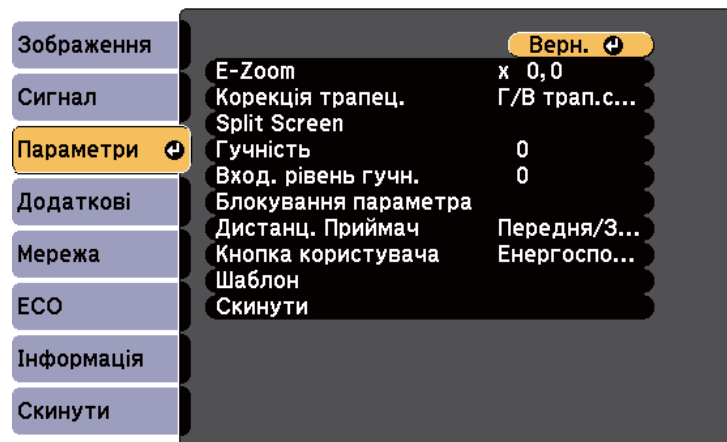 Зображення
Сигнал
Параметри
Додаткові
Мережа
ECO
Інформація
Скинути
Верн.
E-Zoom x 0,0
Корекція трапец. Г/В трап.с...
Split Screen
Гучність 0
Вход. рівень гучн. 0
Блокування параметра
Дистанц. Приймач Передня/З...
Кнопка користувача Енергоспо...
Шаблон
Скинути